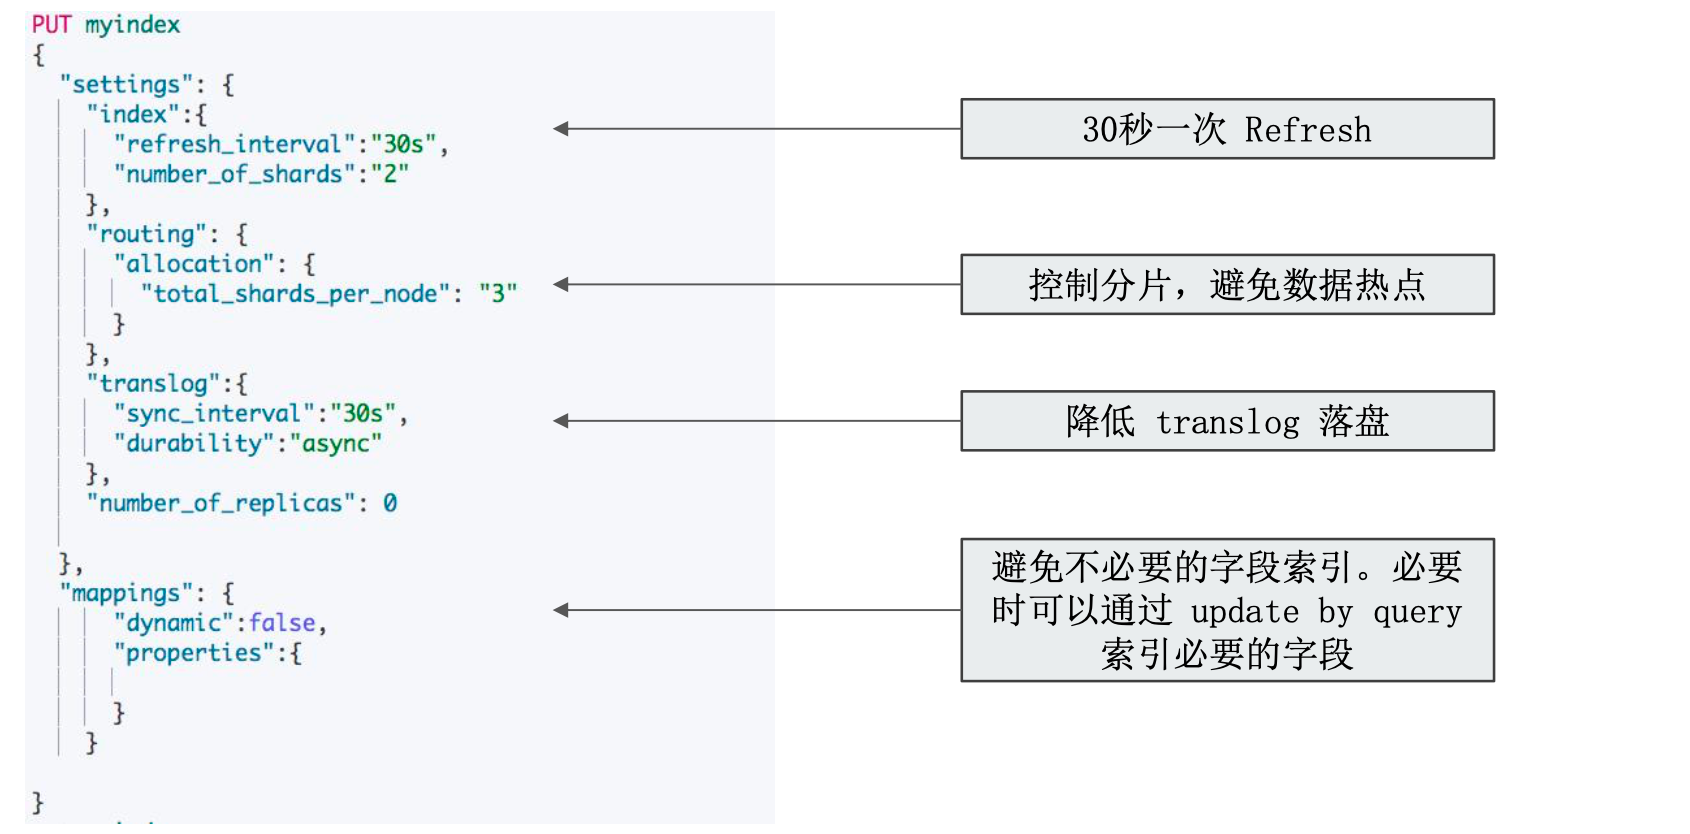 PUT myindex
{
"settings": {
"index":{
"refresh_interval":"30s",
"number_of_shards":"2"
},
"routing": {
"allocation": {
"total_shards_per_node": "3"
}
},
"translog":{
"sync_interval":"30s",
"durability":"async"
},
"number_of_replicas": 0
},
"mappings": {
"dynamic":false,
"properties":{
}
}
}
30秒一次 Refresh
控制分片，避免数据热点
降低 translog 落盘
避免不必要的字段索引。必要
时可以通过 update by query
索引必要的字段